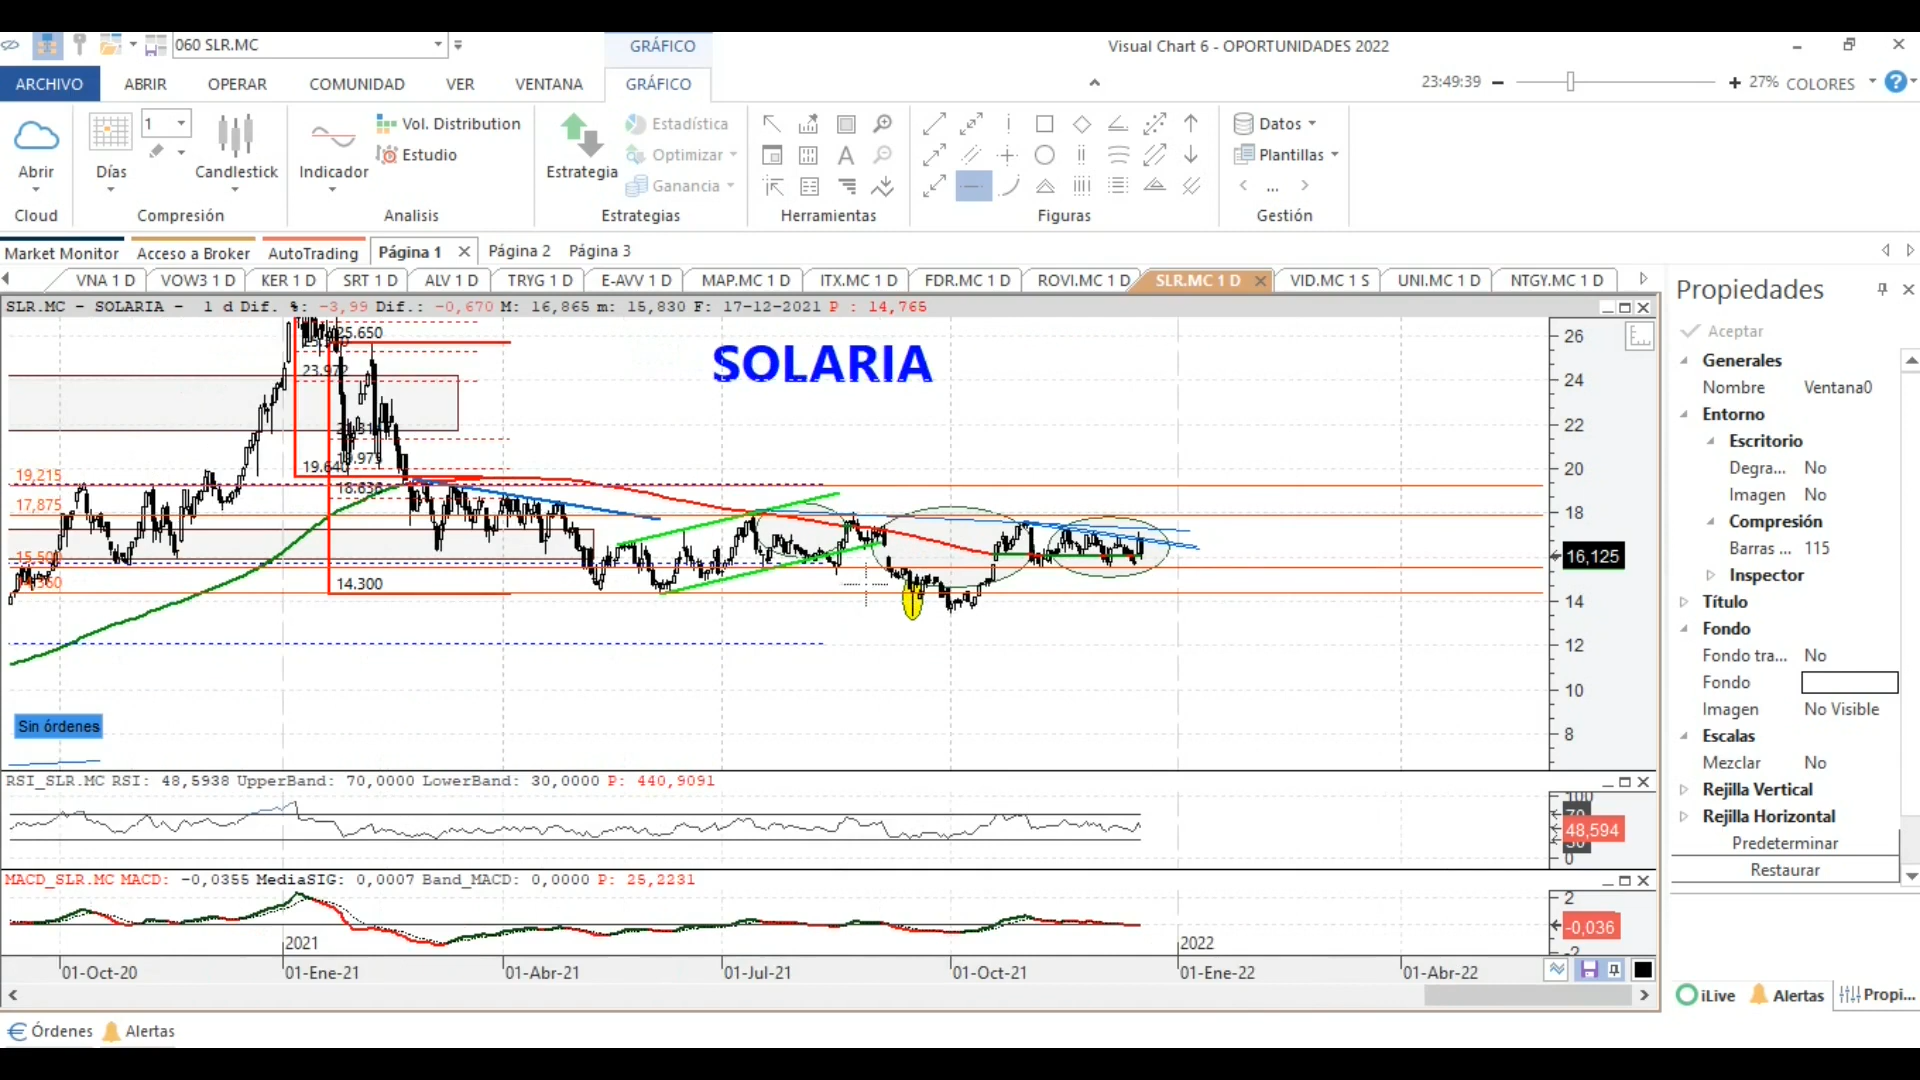 060 SLR.MC
GRÁFICO
Visual Chart 6 - OPORTUNIDADES 2022
ARCHIVO ABRIR OPERAR COMUNIDAD VER VENTANA GRÁFICO
23:49:39 27% COLORES
1
Vol. Distribution
Estudio
Estadística
Optimizar
Ganancia
Datos
Plantillas
...
Abrir Días Candlestick Indicador Estrategia
Cloud Compresión Analisis Estrategias Herramientas Figuras Gestión
Market Monitor Acceso a Broker AutoTrading Página 1 Página 2 Página 3
VNA 1 D VOW3 1 D KER 1 D SRT 1 D ALV 1 D TRYG 1 D E-AVV 1 D MAP.MC 1 D ITX.MC 1 D FDR.MC 1 D ROVI.MC 1 D SLR.MC 1 D VID.MC 1 S UNI.MC 1 D NTGY.MC 1 D
SLR.MC - SOLARIA - 1 d Dif. %: -3,99 Dif.: -0,670 M: 16,865 m: 15,830 F: 17-12-2021 P : 14,765
SOLARIA
25.650
23.972
19.640
14.300
19,215
17,875
15,500
26
24
22
20
18
16,125
14
12
10
8
Sin órdenes
RSI_SLR.MC RSI: 48,5938 UpperBand: 70,0000 LowerBand: 30,0000 P: 440,9091
100
70
48,594
30
0
MACD_SLR.MC MACD: -0,0355 MediaSIG: 0,0007 Band_MACD: 0,0000 P: 25,2231
2
-0,036
-2
2021
2022
01-Oct-20 01-Ene-21 01-Abr-21 01-Jul-21 01-Oct-21 01-Ene-22 01-Abr-22
Órdenes Alertas
Propiedades
Aceptar
Generales
Nombre Ventana0
Entorno
Escritorio
Degra... No
Imagen No
Compresión
Barras ... 115
Inspector
Título
Fondo
Fondo tra... No
Fondo
Imagen No Visible
Escalas
Mezclar No
Rejilla Vertical
Rejilla Horizontal
Predeterminar
Restaurar
iLive Alertas Propi...